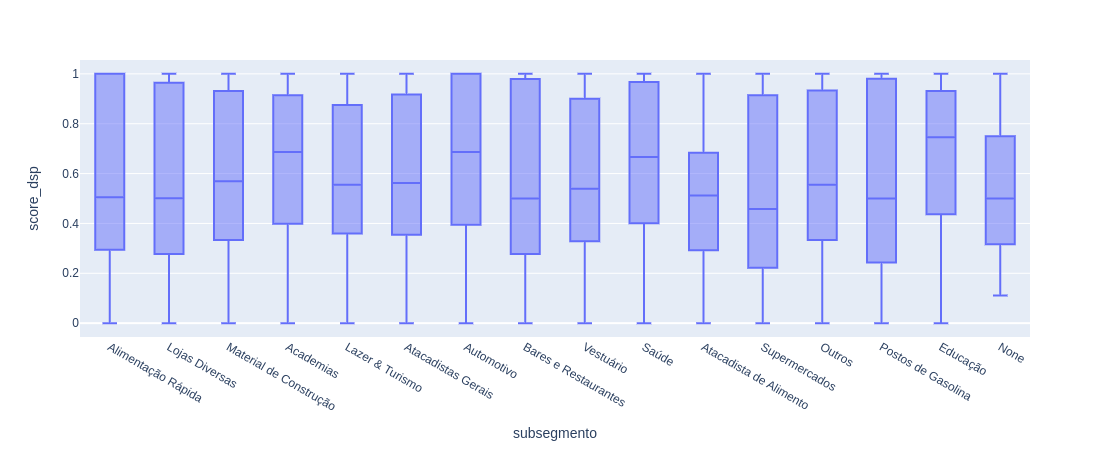 score_dsp
1
0.8
0.6
0.4
0.2
0
Alimentação Rápida
Lojas Diversas
Material de Construção
Academias
Lazer & Turismo
Atacadistas Gerais
Automotivo
Bares e Restaurantes
Vestuário
Saúde
Atacadista de Alimento
Supermercados
Outros
Postos de Gasolina
Educação
None
subsegmento